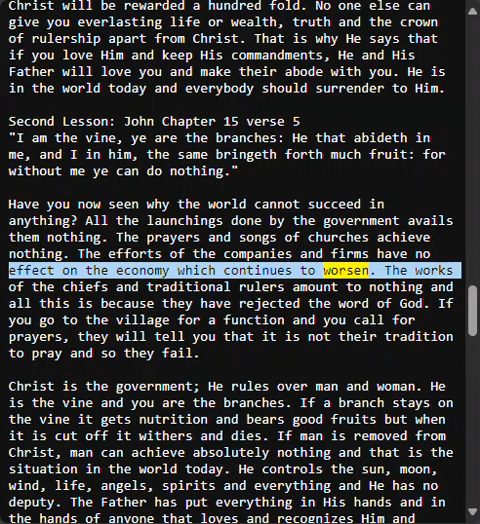 Christ will be rewarded a hundred fold. No one else can
give you everlasting life or wealth, truth and the crown
of rulership apart from Christ. That is why He says that
if you love Him and keep His commandments, He and His
Father will love you and make their abode with you. He is
in the world today and everybody should surrender to Him.
Second Lesson: John Chapter 15 verse 5
"I am the vine, ye are the branches: He that abideth in
me, and I in him, the same bringeth forth much fruit: for
without me ye can do nothing."
Have you now seen why the world cannot succeed in
anything? All the launchings done by the government avails
them nothing. The prayers and songs of churches achieve
nothing. The efforts of the companies and firms have no
effect on the economy which continues to worsen. The works
of the chiefs and traditional rulers amount to nothing and
all this is because they have rejected the word of God. If
you go to the village for a function and you call for
prayers, they will tell you that it is not their tradition
to pray and so they fail.
Christ is the government; He rules over man and woman. He
is the vine and you are the branches. If a branch stays on
the vine it gets nutrition and bears good fruits but when
it is cut off it withers and dies. If man is removed from
Christ, man can achieve absolutely nothing and that is the
situation in the world today. He controls the sun, moon,
wind, life, angels, spirits and everything and He has no
deputy. The Father has put everything in His hands and in
the hands of anyone that loves and recognizes Him and